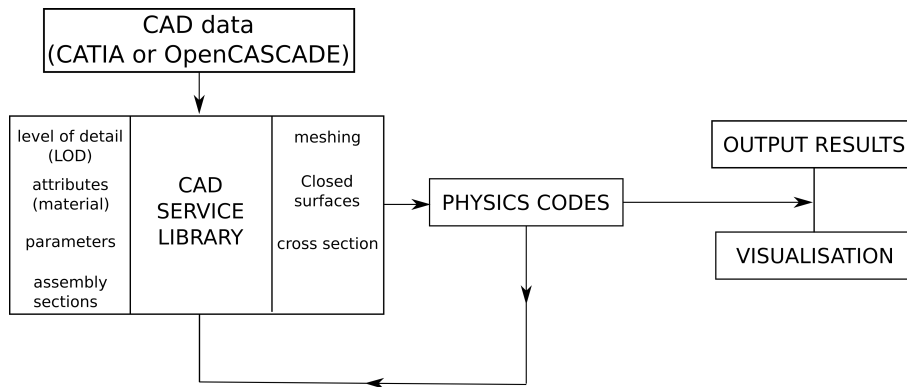 CAD data
(CATIA or OpenCASCADE)
level of detail
(LOD)
attributes
(material)
parameters
assembly
sections
CAD
SERVICE
LIBRARY
meshing
Closed
surfaces
cross section
PHYSICS CODES
OUTPUT RESULTS
VISUALISATION